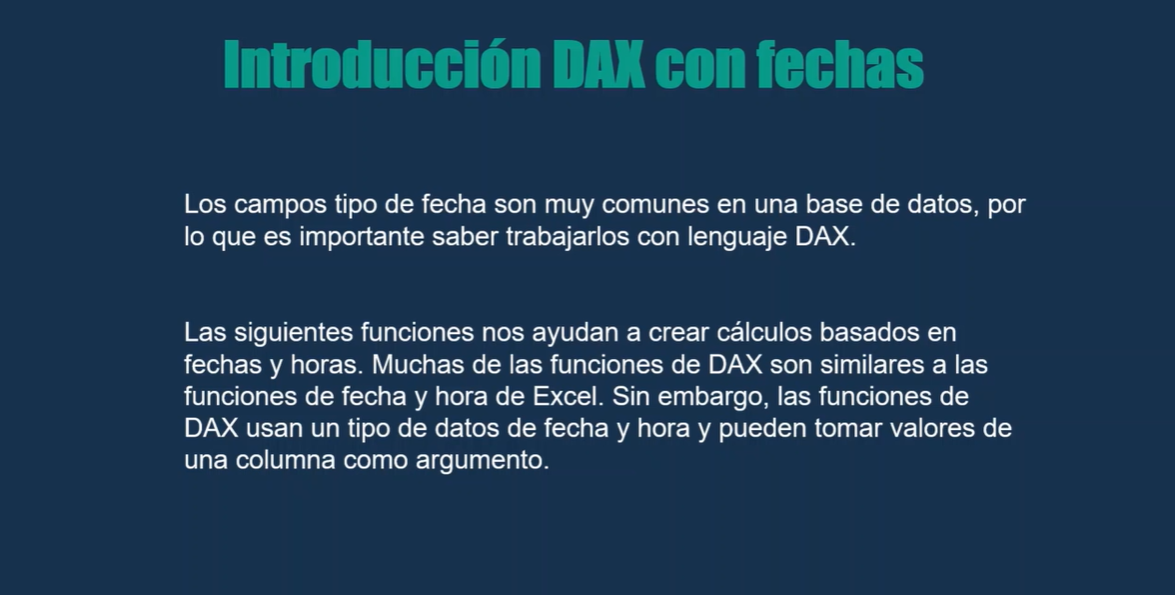 Introducción DAX con fechas
Los campos tipo de fecha son muy comunes en una base de datos, por
lo que es importante saber trabajarlos con lenguaje DAX.
Las siguientes funciones nos ayudan a crear cálculos basados en
fechas y horas. Muchas de las funciones de DAX son similares a las
funciones de fecha y hora de Excel. Sin embargo, las funciones de
DAX usan un tipo de datos de fecha y hora y pueden tomar valores de
una columna como argumento.